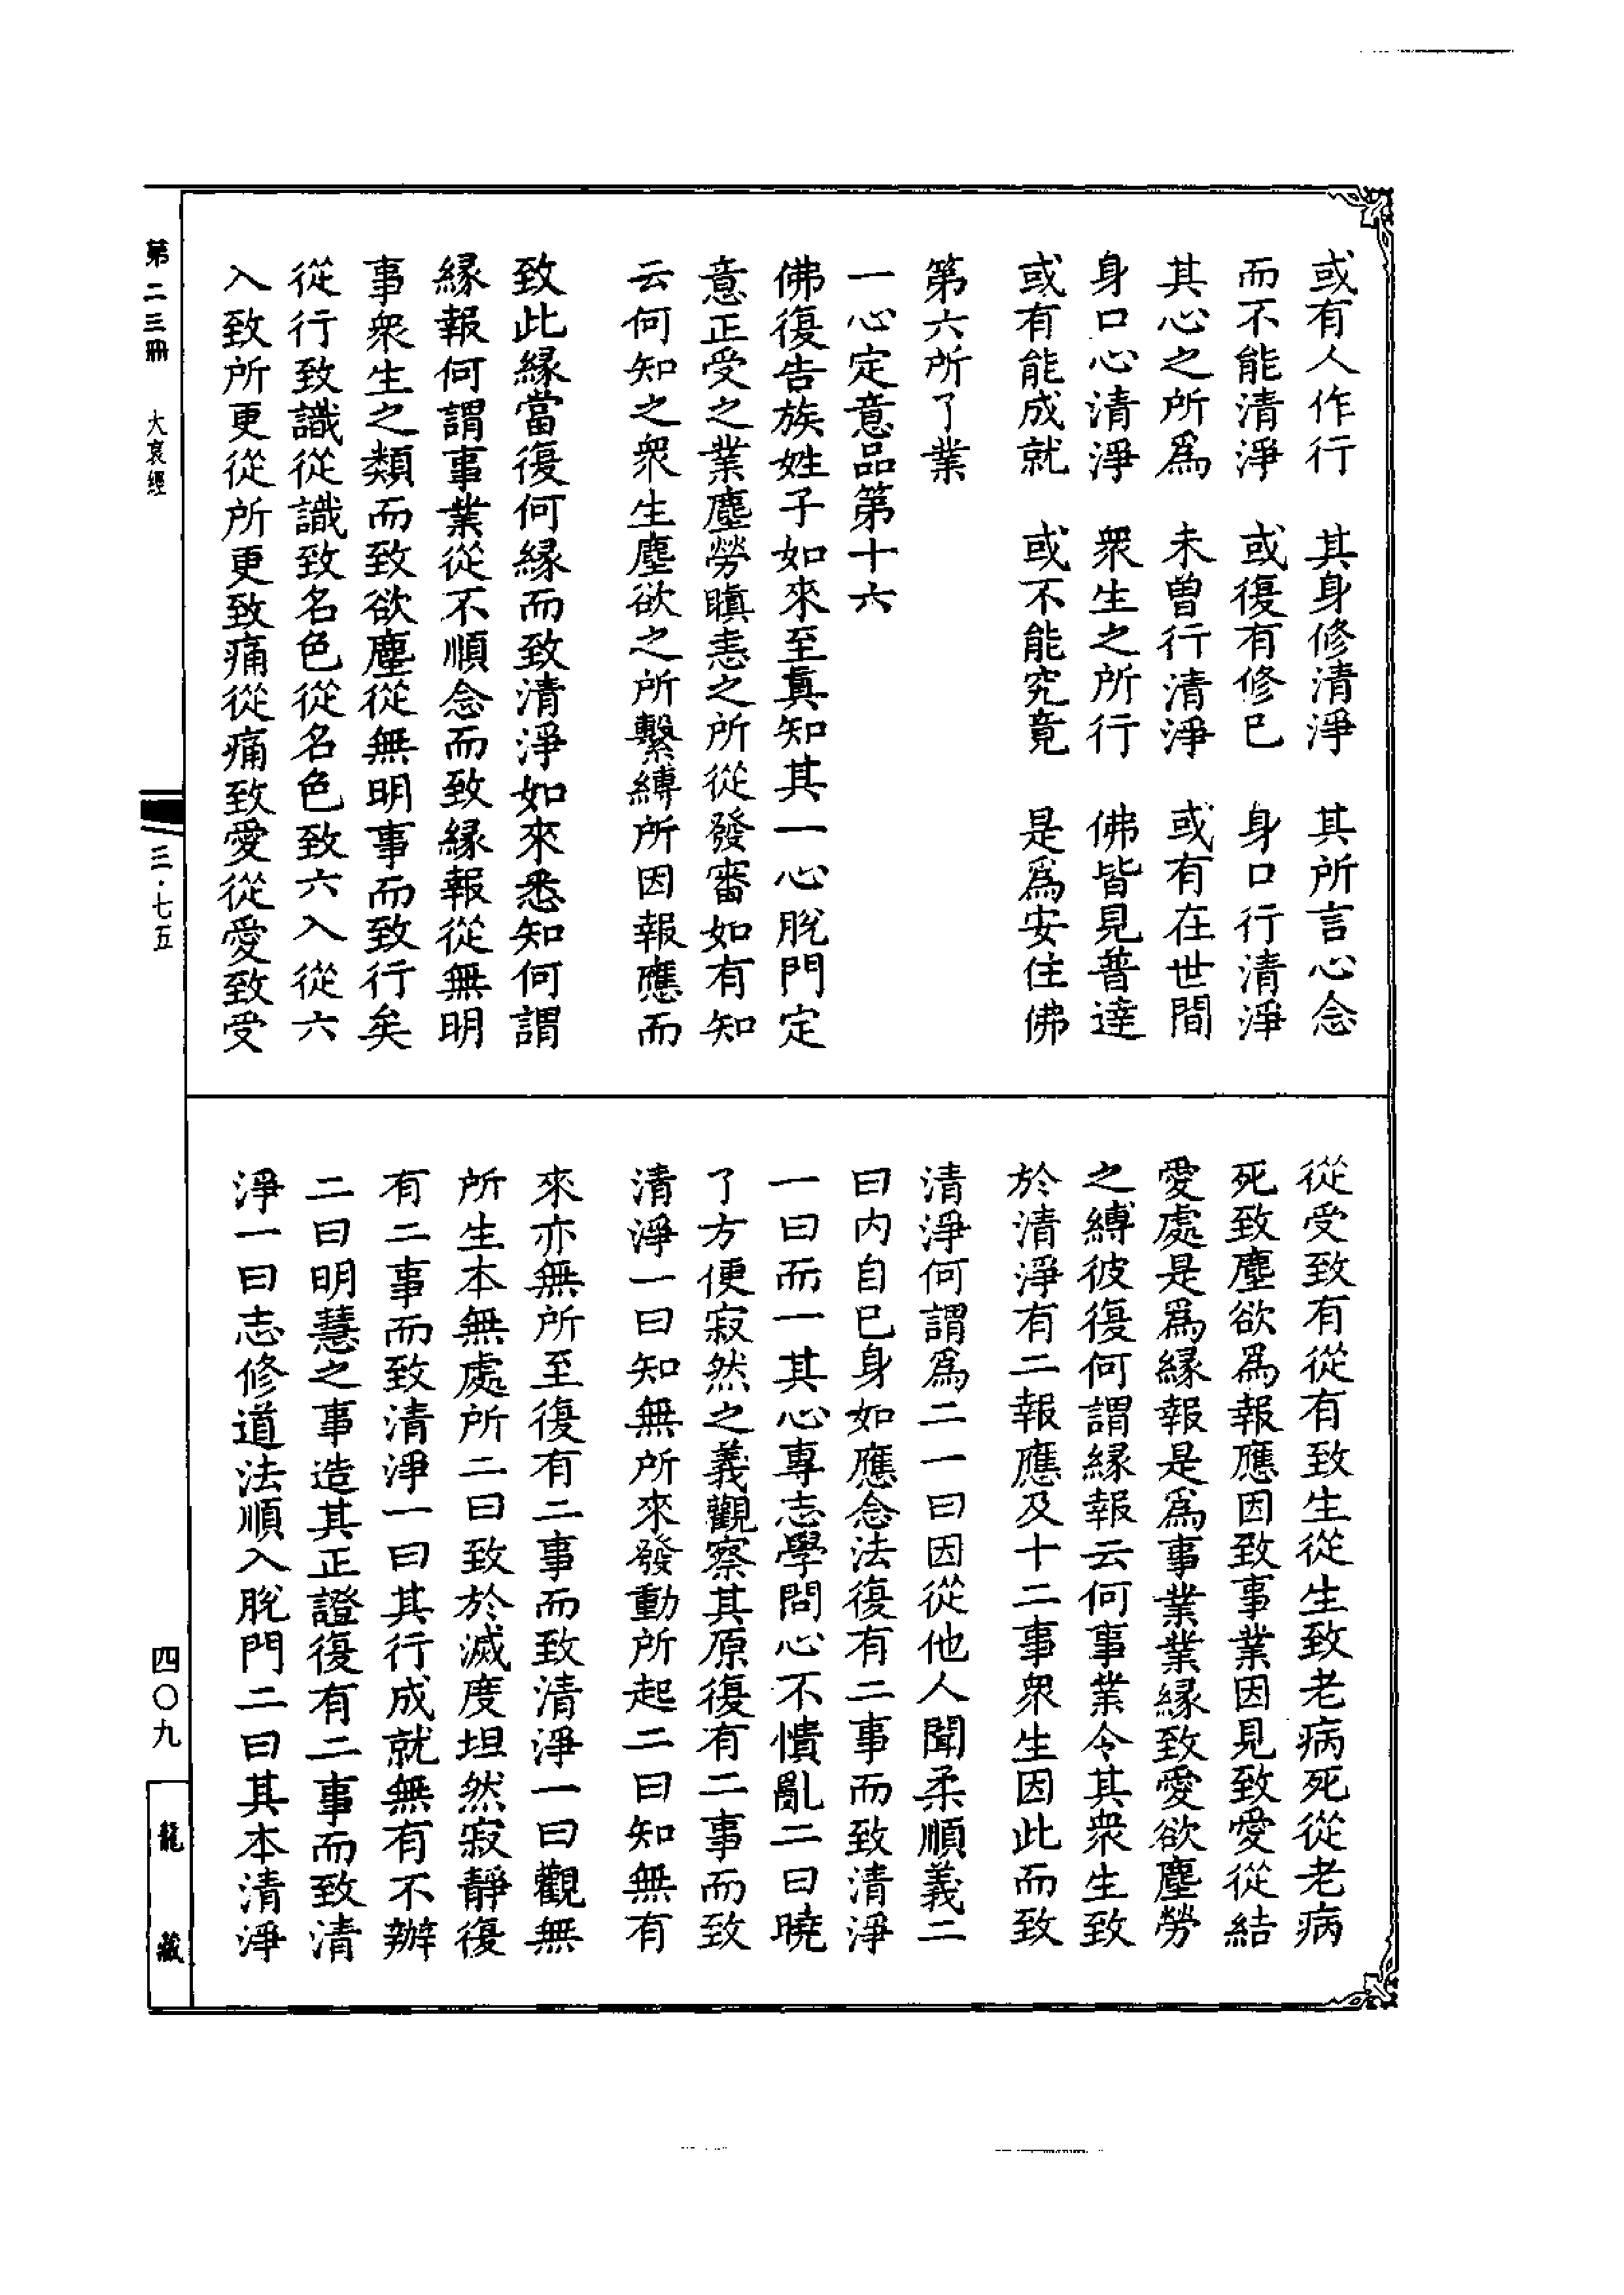 或有人作行　其身修清淨　其所言心念
而不能清淨　或復有修已　身口行清淨
其心之所爲　未曾行清淨　或有在世間
身口心清淨　衆生之所行　佛皆見普達
或有能成就　或不能究竟　是爲安住佛
第六所了業
一心定意品第十六
佛復告族姓子如來至真知其一心脫門定
意正受之業塵勞瞋恚之所從發審如有知
云何知之衆生塵欲之所繫縛所因報應而
致此緣當復何緣而致清淨如來悉知何謂
緣報何謂事業從不順念而致緣報從無明
事衆生之類而致欲塵從無明事而致行矣
從行致識從識致名色從名色致六入從六
入致所更從所更致痛從痛致愛從愛致受
從受致有從有致生從生致老病死從老病
死致塵欲爲報應因致事業因見致愛從結
愛處是爲緣報是爲事業業緣致愛欲塵勞
之縛彼復何謂緣報云何事業令其衆生致
於清淨有二報應及十二事衆生因此而致
清淨何謂爲二一曰因從他人聞柔順義二
曰内自已身如應念法復有二事而致清淨
一曰而一其心專志學問心不憒亂二曰曉
了方便寂然之義觀察其原復有二事而致
清淨一曰知無所來發動所起二曰知無有
來亦無所至復有二事而致清淨一曰觀無
所生本無處所二曰致於滅度坦然寂靜復
有二事而致清淨一曰其行成就無有不辦
二曰明慧之事造其正證復有二事而致清
淨一曰志修道法順入脫門二曰其本清淨
第二三冊　大哀經
三·七五
四〇九
龍藏